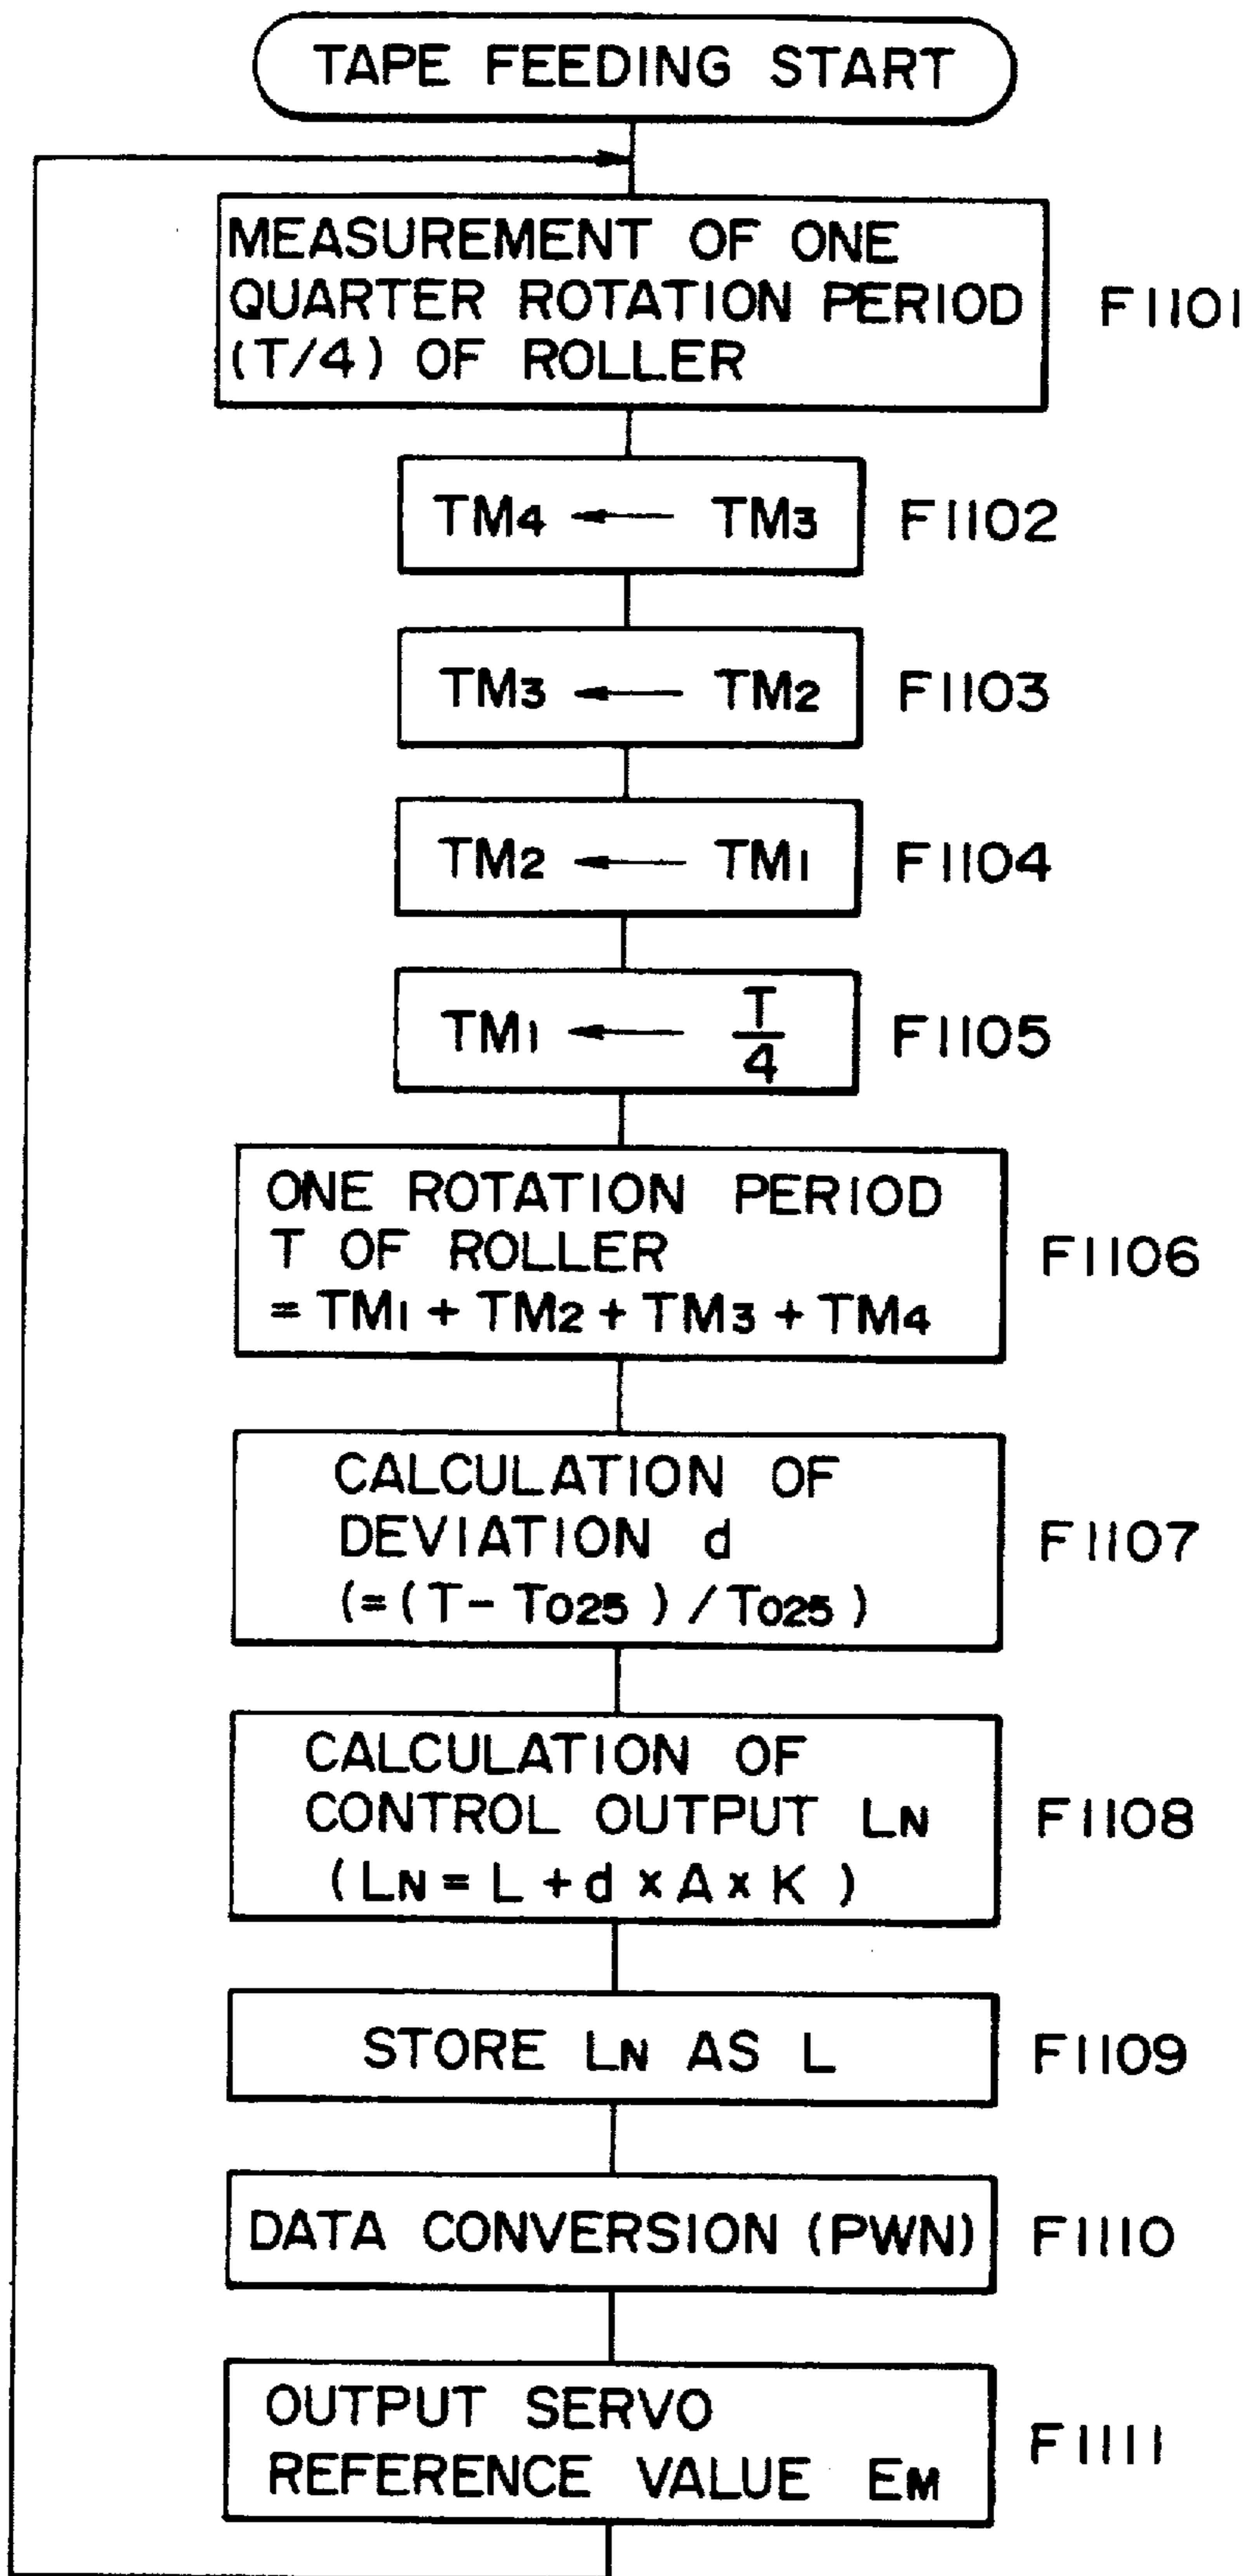 TAPE FEEDING START
MEASUREMENT OF ONE
QUARTER ROTATION PERIOD
(T/4) OF ROLLER
F1101
TM4 ← TM3
F1102
TM3 ← TM2
F1103
TM2 ← TM1
F1104
TM1 ← T/4
F1105
ONE ROTATION PERIOD
T OF ROLLER
= TM1 + TM2 + TM3 + TM4
F1106
CALCULATION OF
DEVIATION d
(=(T- T025)/T025)
F1107
CALCULATION OF
CONTROL OUTPUT LN
(LN = L + d × A × K)
F1108
STORE LN AS L
F1109
DATA CONVERSION (PWN)
F1110
OUTPUT SERVO
REFERENCE VALUE EM
F1111